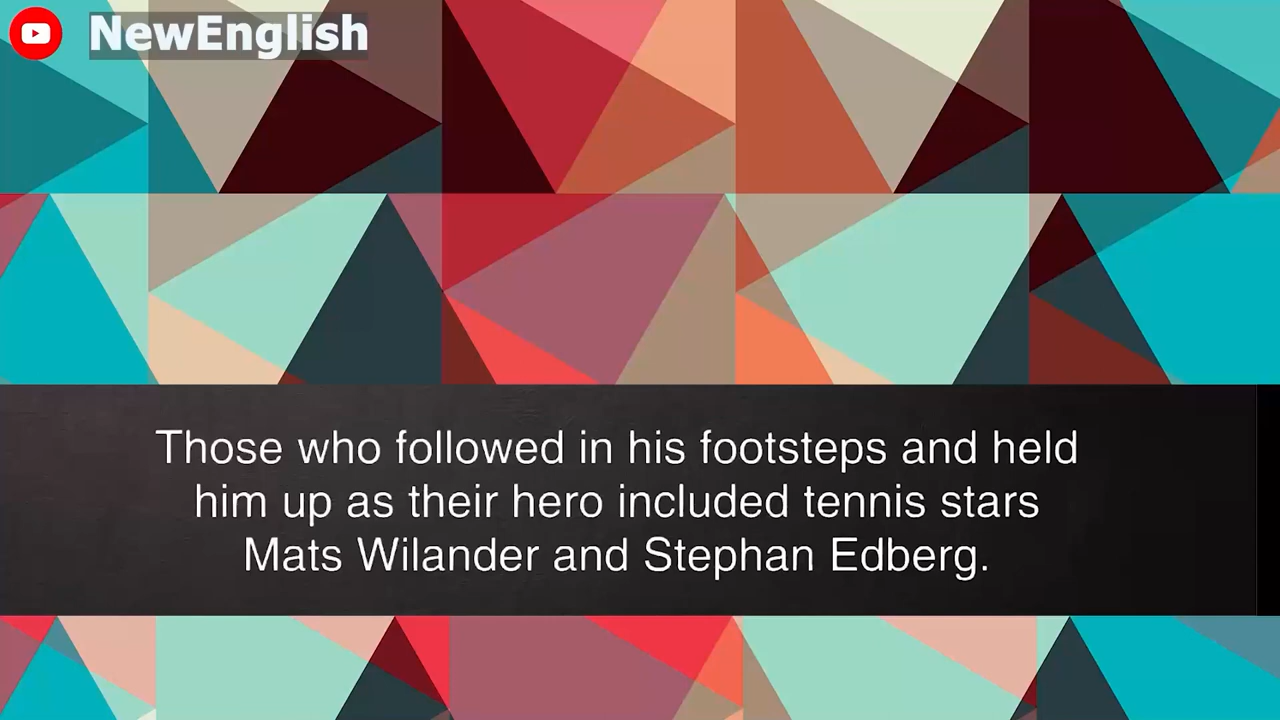 NewEnglish
Those who followed in his footsteps and held
him up as their hero included tennis stars
Mats Wilander and Stephan Edberg.